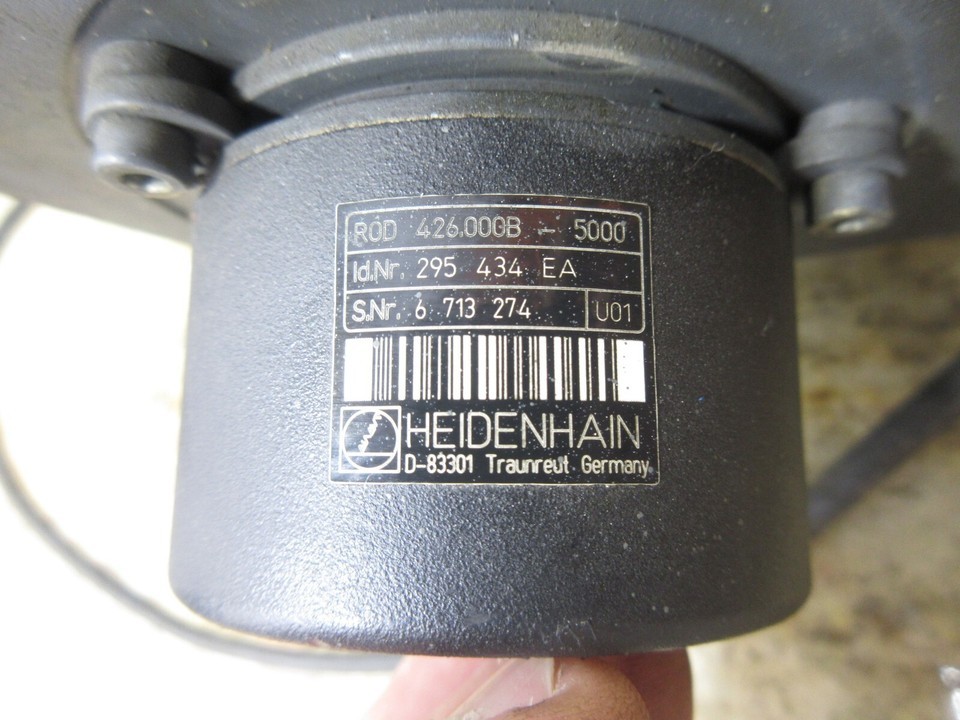 ROD 426.000B - 5000
Id.Nr. 295 434 EA
S.Nr. 6 713 274 U01
HEIDENHAIN
D-83301 Traunreut Germany